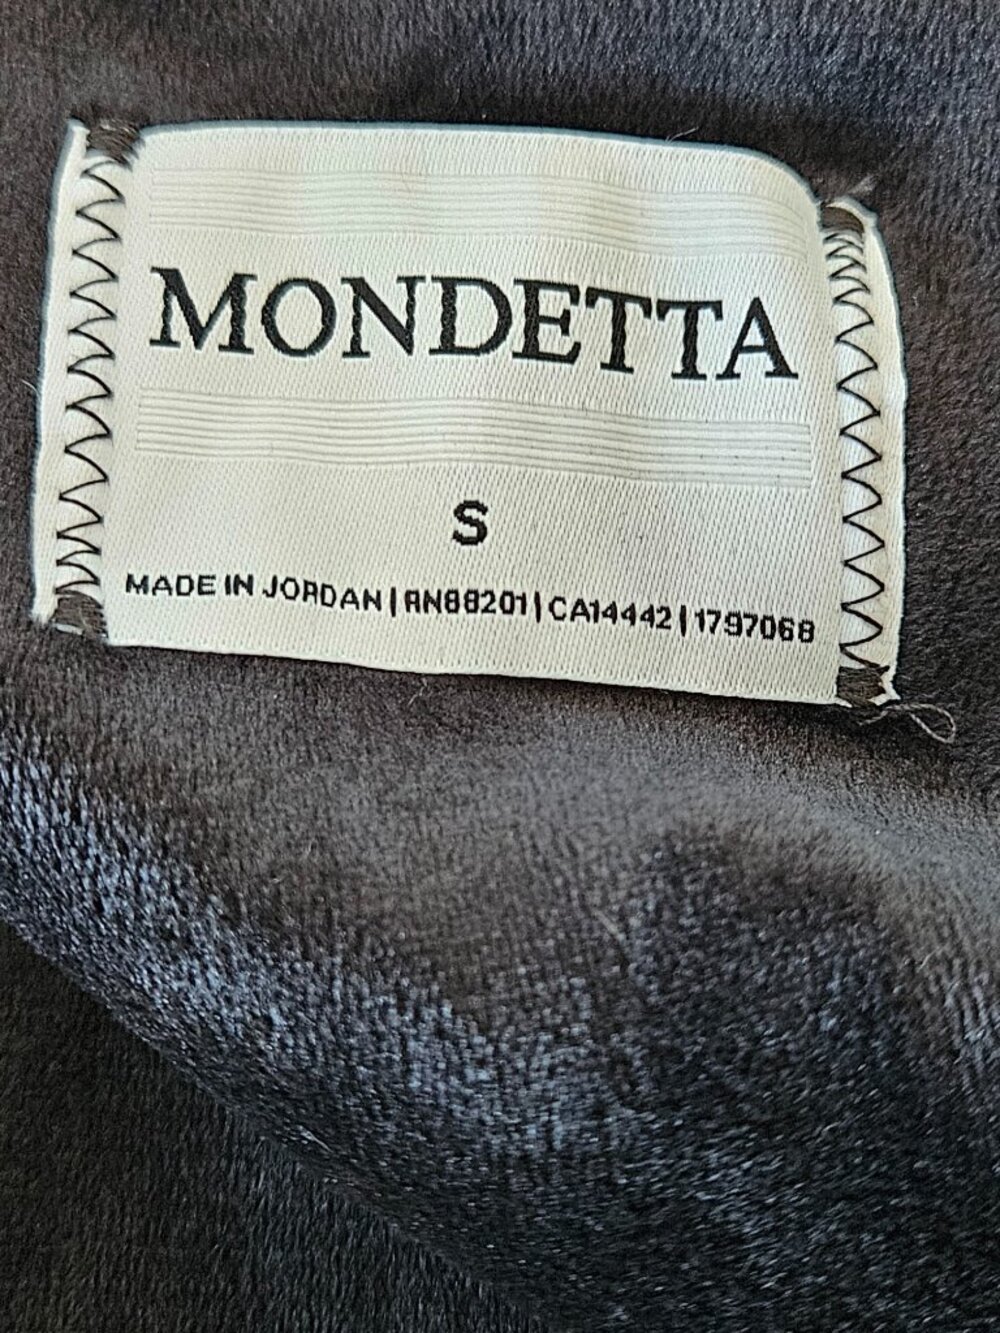 MONDETTA
S
MADE IN JORDAN | RN88201 | CA14442 | 1797068